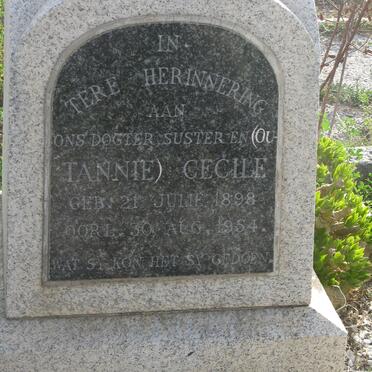 IN
TERE HERINNERING
AAN
ONS DOGTER, SUSTER EN (OU-
TANNIE) CECILE
GEB. 21 JULIE 1898
OORL. 30 AUG. 1954.
WAT SY KON HET SY GEDOEN